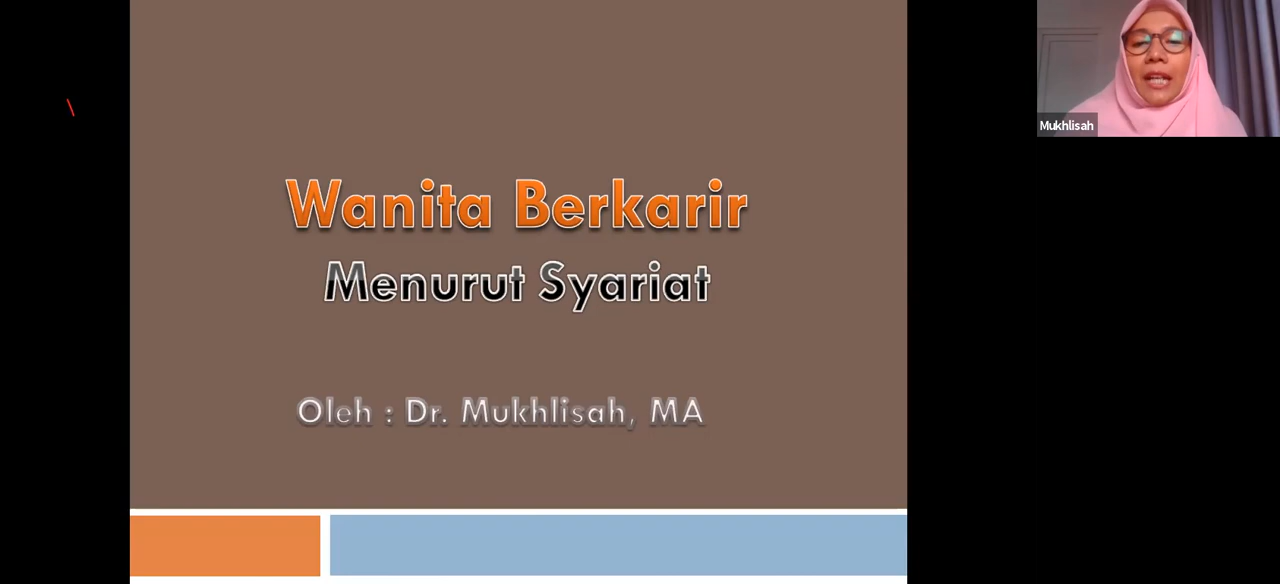 Wanita Berkarir
Menurut Syariat
Oleh : Dr. Mukhlisah, MA
Mukhlisah